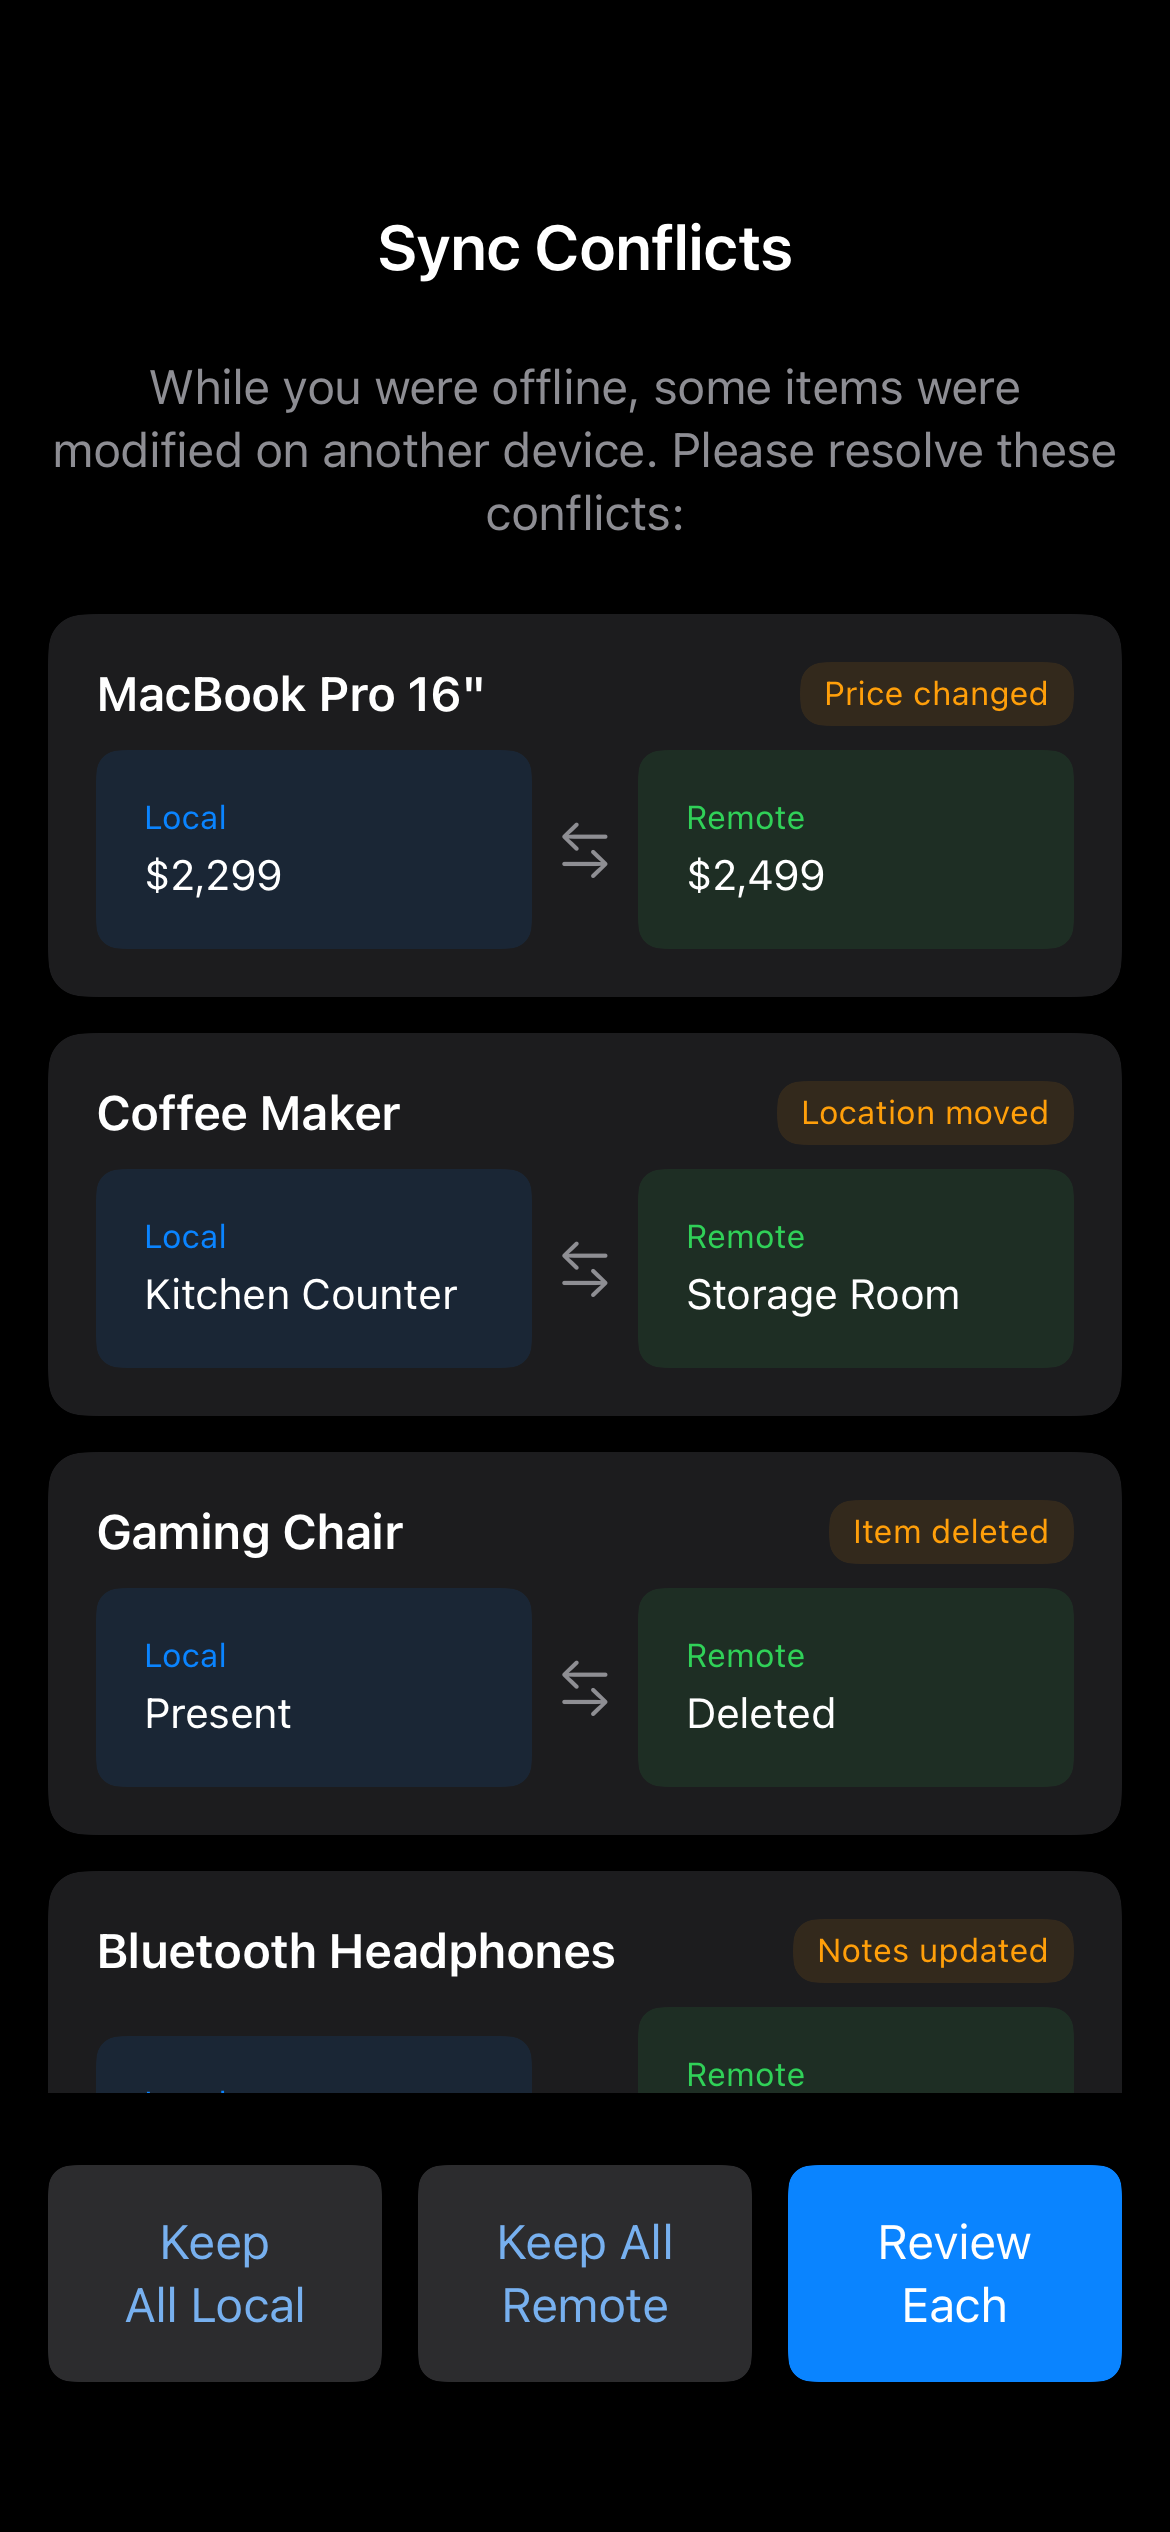 Sync Conflicts
While you were offline, some items were
modified on another device. Please resolve these
conflicts:
MacBook Pro 16"
Price changed
Local
$2,299
Remote
$2,499
Coffee Maker
Location moved
Local
Kitchen Counter
Remote
Storage Room
Gaming Chair
Item deleted
Local
Present
Remote
Deleted
Bluetooth Headphones
Notes updated
Remote
Keep
All Local
Keep All
Remote
Review
Each